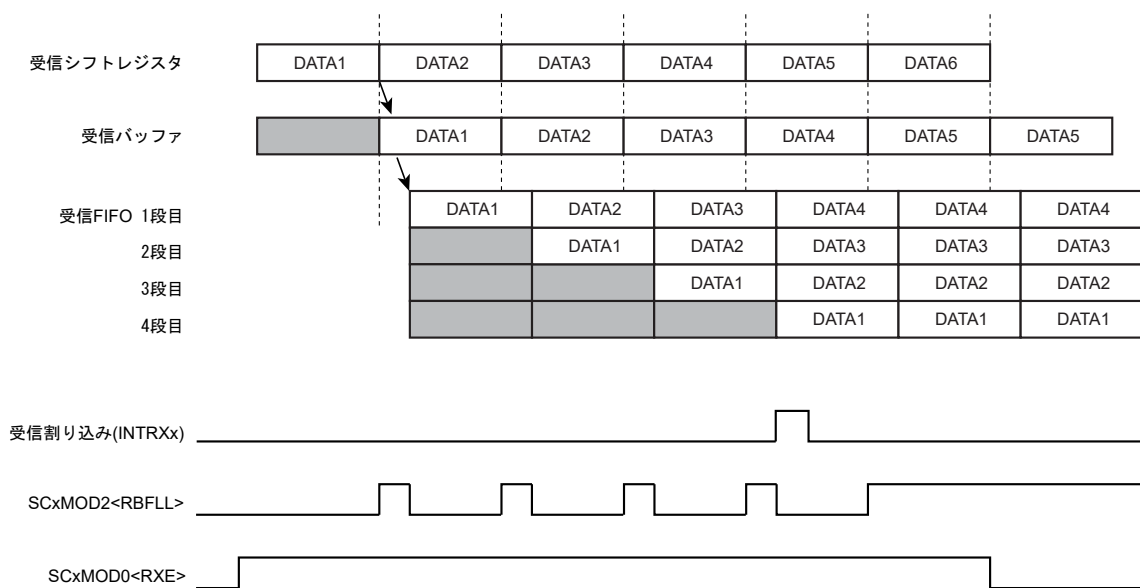 受信シフトレジスタ DATA1 DATA2 DATA3 DATA4 DATA5 DATA6
受信バッファ DATA1 DATA2 DATA3 DATA4 DATA5 DATA5
受信FIFO 1段目 DATA1 DATA2 DATA3 DATA4 DATA4 DATA4
2段目 DATA1 DATA2 DATA3 DATA3 DATA3
3段目 DATA1 DATA2 DATA2 DATA2
4段目 DATA1 DATA1 DATA1
受信割り込み(INTRXx)
SCxMOD2<RBFLL>
SCxMOD0<RXE>